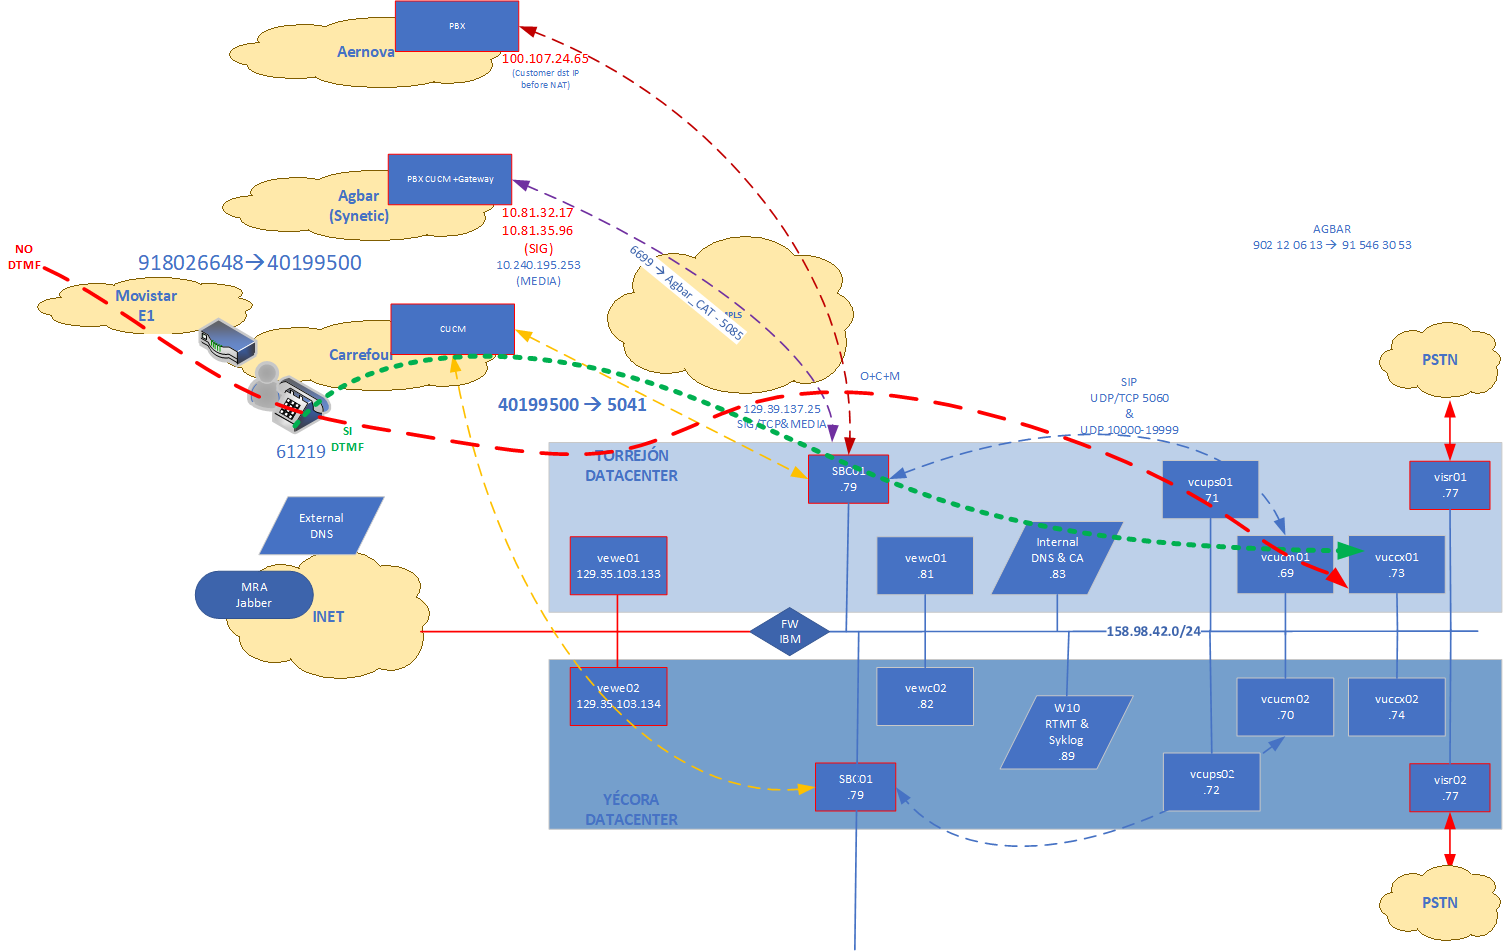 PBX
Aernova
100.107.24.65
(Customer dst IP
before NAT)
PBX CUCM +Gateway
Agbar
(Synetic)
10.81.32.17
10.81.35.96
(SIG)
10.240.195.253
(MEDIA)
AGBAR
902 12 06 13→ 91 546 30 53
NO
DTMF
918026648→40199500
Movistar
E1
6699 → Agbar_CAT - 5085
CUCM
Carrefour
PSTN
O+C+M
SIP
UDP/TCP 5060
&
UDP 10000-19999
40199500 → 5041
129.39.137.25
SIG/TCP&MEDIA
SI
DTMF
61219
TORREJÓN
DATACENTER
SBC01
.79
vcups01
.71
visr01
.77
External
DNS
vewe01
129.35.103.133
vewc01
.81
Internal
DNS & CA
.83
vcucm01
.69
vuccx01
.73
MRA
Jabber
INET
FW
IBM
158.98.42.0/24
vewe02
129.35.103.134
vewc02
.82
W10
RTMT &
Syklog
.89
vcucm02
.70
vuccx02
.74
SBC01
.79
vcups02
.72
visr02
.77
YÉCORA
DATACENTER
PSTN